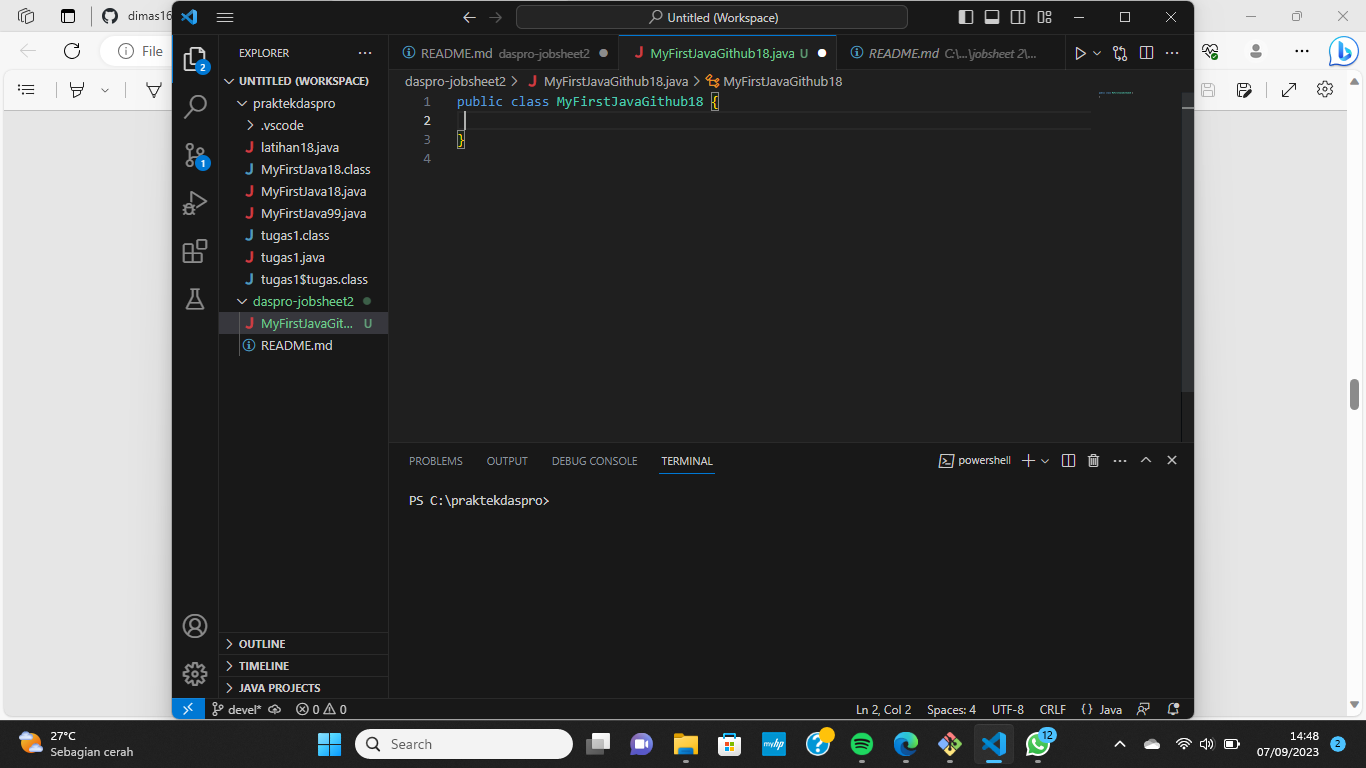 dimas16
Untitled (Workspace)
File
EXPLORER
README.md daspro-jobsheet2
MyFirstJavaGithub18.java U
README.md C:\...\jobsheet 2\...
2
UNTITLED (WORKSPACE)
daspro-jobsheet2 > J MyFirstJavaGithub18.java > MyFirstJavaGithub18
praktekdaspro
1 public class MyFirstJavaGithub18 {
.vscode
2
J latihan18.java
3 }
J MyFirstJava18.class
4
1
J MyFirstJava18.java
J MyFirstJava99.java
J tugas1.class
J tugas1.java
J tugas1$tugas.class
daspro-jobsheet2
J MyFirstJavaGit... U
README.md
PROBLEMS OUTPUT DEBUG CONSOLE TERMINAL
powershell
PS C:\praktekdaspro>
OUTLINE
TIMELINE
JAVA PROJECTS
devel* 0 0
Ln 2, Col 2 Spaces: 4 UTF-8 CRLF {} Java
27°C
Sebagian cerah
Search
myhp
12
14:48
07/09/2023
2